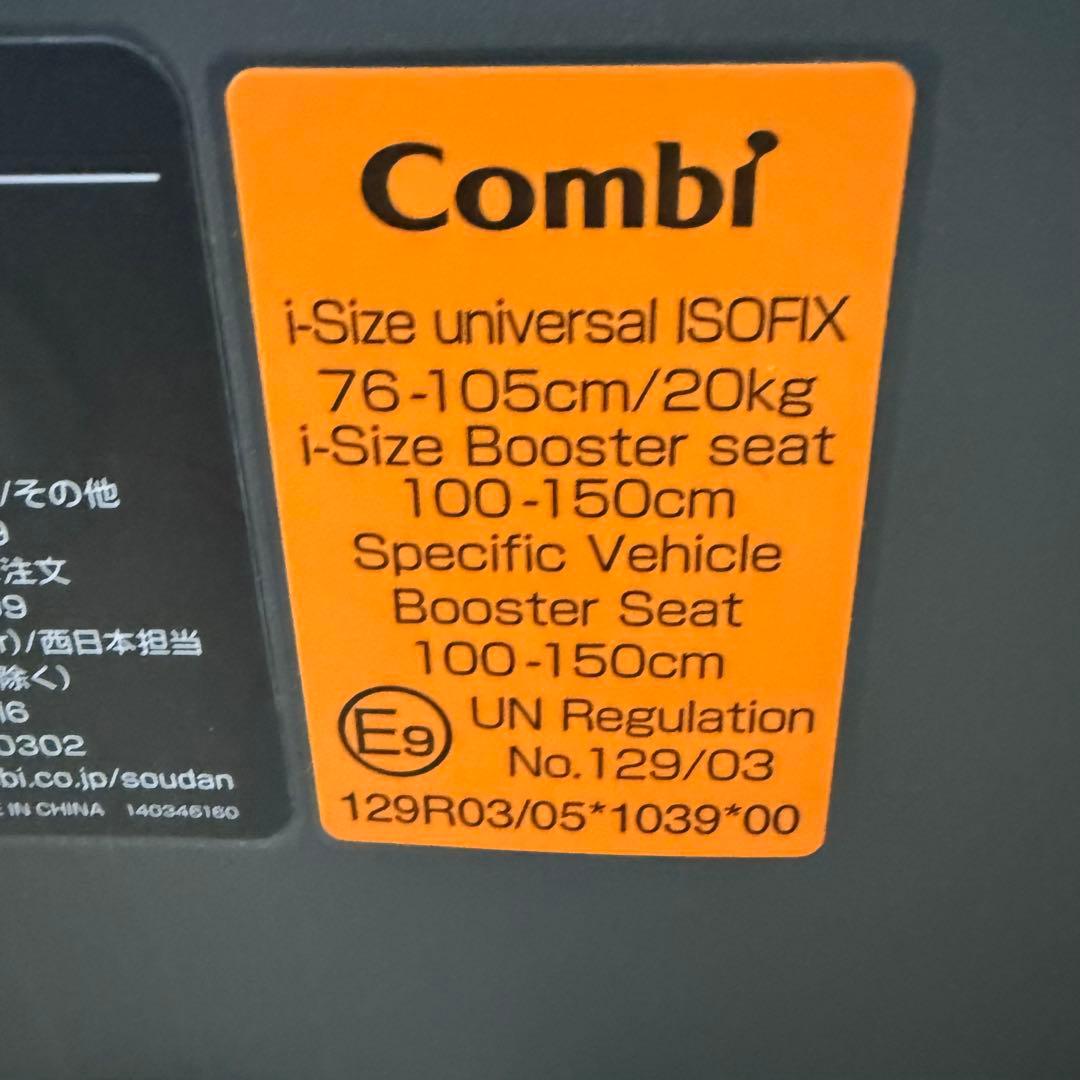 /その他
9
注文
09
)/西日本担当
除く)
16
0302
bi.co.jp/soudan
E IN CHINA 140346160
Combi
i-Size universal ISOFIX
76-105cm/20kg
i-Size Booster seat
100-150cm
Specific Vehicle
Booster Seat
100-150cm
E9 UN Regulation
No.129/03
129R03/05*1039*00